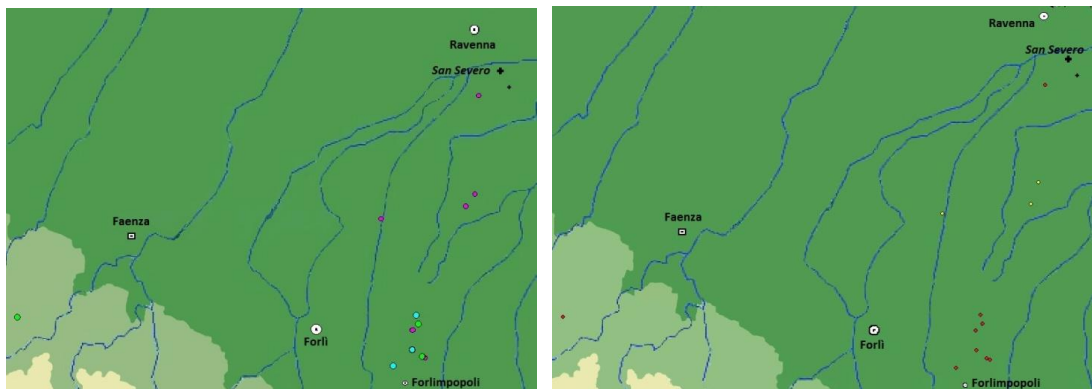 Ravenna
San Severo
Faenza
Forlì
Forlimpopoli
Ravenna
San Severo
Faenza
Forlì
Forlimpopoli